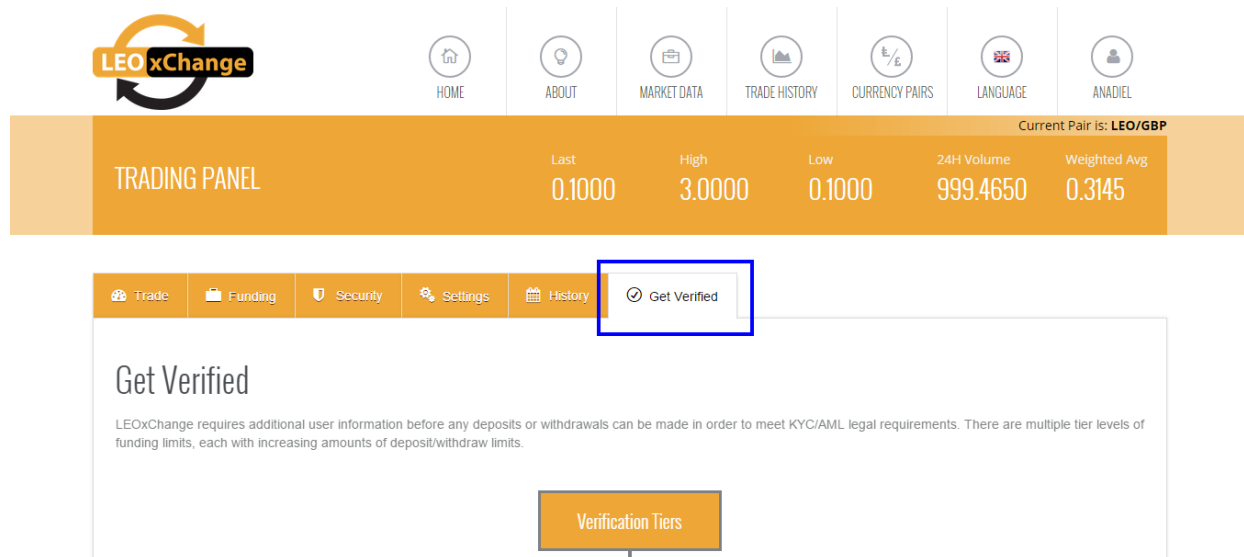 LEO xChange
HOME
ABOUT
MARKET DATA
TRADE HISTORY
Ł/£
CURRENCY PAIRS
LANGUAGE
ANADIEL
Current Pair is: LEO/GBP
TRADING PANEL
Last High Low 24H Volume Weighted Avg
0.1000 3.0000 0.1000 999.4650 0.3145
Trade Funding Security Settings History Get Verified
Get Verified
LEOxChange requires additional user information before any deposits or withdrawals can be made in order to meet KYC/AML legal requirements. There are multiple tier levels of
funding limits, each with increasing amounts of deposit/withdraw limits.
Verification Tiers